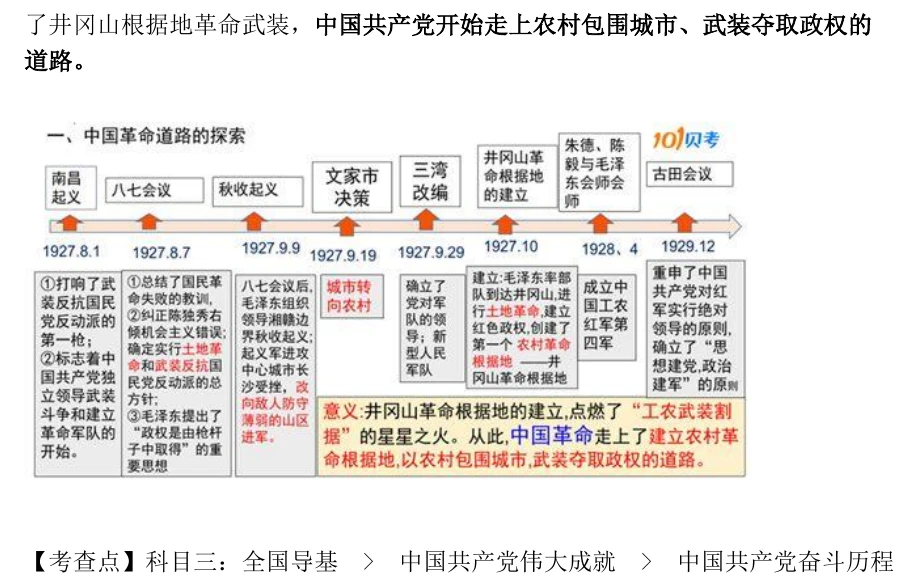 了井冈山根据地革命武装，中国共产党开始走上农村包围城市、武装夺取政权的
道路。
一、中国革命道路的探索
101贝考
南昌
起义
八七会议
秋收起义
文家市
决策
三湾
改编
井冈山革
命根据地
的建立
朱德、陈
毅与毛泽
东会师会
师
古田会议
1927.8.1
1927.8.7
1927.9.9
1927.9.19
1927.9.29
1927.10
1928、4
1929.12
①打响了武
装反抗国民
党反动派的
第一枪；
②标志着中
国共产党独
立领导武装
斗争和建立
革命军队的
开始。
①总结了国民革
命失败的教训,
②纠正陈独秀右
倾机会主义错误;
确定实行土地革
命和武装反抗国
民党反动派的总
方针;
③毛泽东提出了
“政权是由枪杆
子中取得”的重
要思想
八七会议后,
毛泽东组织
领导湘赣边
界秋收起义;
起义军进攻
中心城市长
沙受挫，改
向敌人防守
薄弱的山区
进军。
城市转
向农村
确立了
党对军
队的领
导；新
型人民
军队
建立:毛泽东率部
队到达井冈山,进
行土地革命,建立
红色政权,创建了
第一个 农村革命
根据地 ——井
冈山革命根据地
成立中
国工农
红军第
四军
重申了中国
共产党对红
军实行绝对
领导的原则,
确立了“思
想建党,政治
建军”的原则
意义:井冈山革命根据地的建立,点燃了“工农武装割
据”的星星之火。从此,中国革命走上了建立农村革
命根据地,以农村包围城市,武装夺取政权的道路。
【考查点】科目三：全国导基 > 中国共产党伟大成就 > 中国共产党奋斗历程